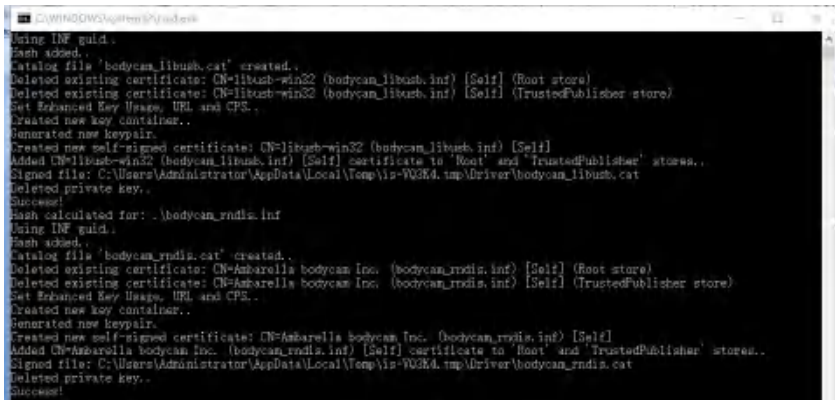 C:\WINDOWS\system32\cmd.exe
Using INF guid..
Hash added..
Catalog file 'bodycam_libusb.cat' created..
Deleted existing certificate: CN=libusb-win32 (bodycam_libusb.inf) [Self] (Root store)
Deleted existing certificate: CN=libusb-win32 (bodycam_libusb.inf) [Self] (TrustedPublisher store)
Set Enhanced Key Usage, URL and CPS..
Created new key container..
Generated new keypair..
Created new self-signed certificate: CN=libusb-win32 (bodycam_libusb.inf) [Self]
Added CN=libusb-win32 (bodycam_libusb.inf) [Self] certificate to 'Root' and 'TrustedPublisher' stores..
Signed file: C:\Users\Administrator\AppData\Local\Temp\is-VQ3K4.tmp\Driver\bodycam_libusb.cat
Deleted private key..
Success!
Hash calculated for: .\bodycam_rndis.inf
Using INF guid..
Hash added..
Catalog file 'bodycam_rndis.cat' created..
Deleted existing certificate: CN=Ambarella bodycam Inc. (bodycam_rndis.inf) [Self] (Root store)
Deleted existing certificate: CN=Ambarella bodycam Inc. (bodycam_rndis.inf) [Self] (TrustedPublisher store)
Set Enhanced Key Usage, URL and CPS..
Created new key container..
Generated new keypair..
Created new self-signed certificate: CN=Ambarella bodycam Inc. (bodycam_rndis.inf) [Self]
Added CN=Ambarella bodycam Inc. (bodycam_rndis.inf) [Self] certificate to 'Root' and 'TrustedPublisher' stores..
Signed file: C:\Users\Administrator\AppData\Local\Temp\is-VQ3K4.tmp\Driver\bodycam_rndis.cat
Deleted private key..
Success!